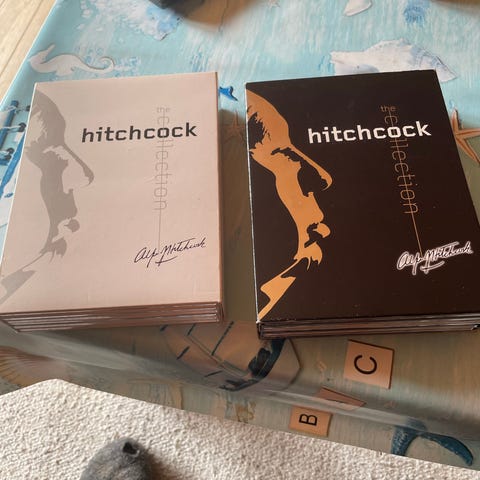 the
hitchcock
collection
Alfred Hitchcock
the
hitchcock
collection
Alfred Hitchcock
C
B